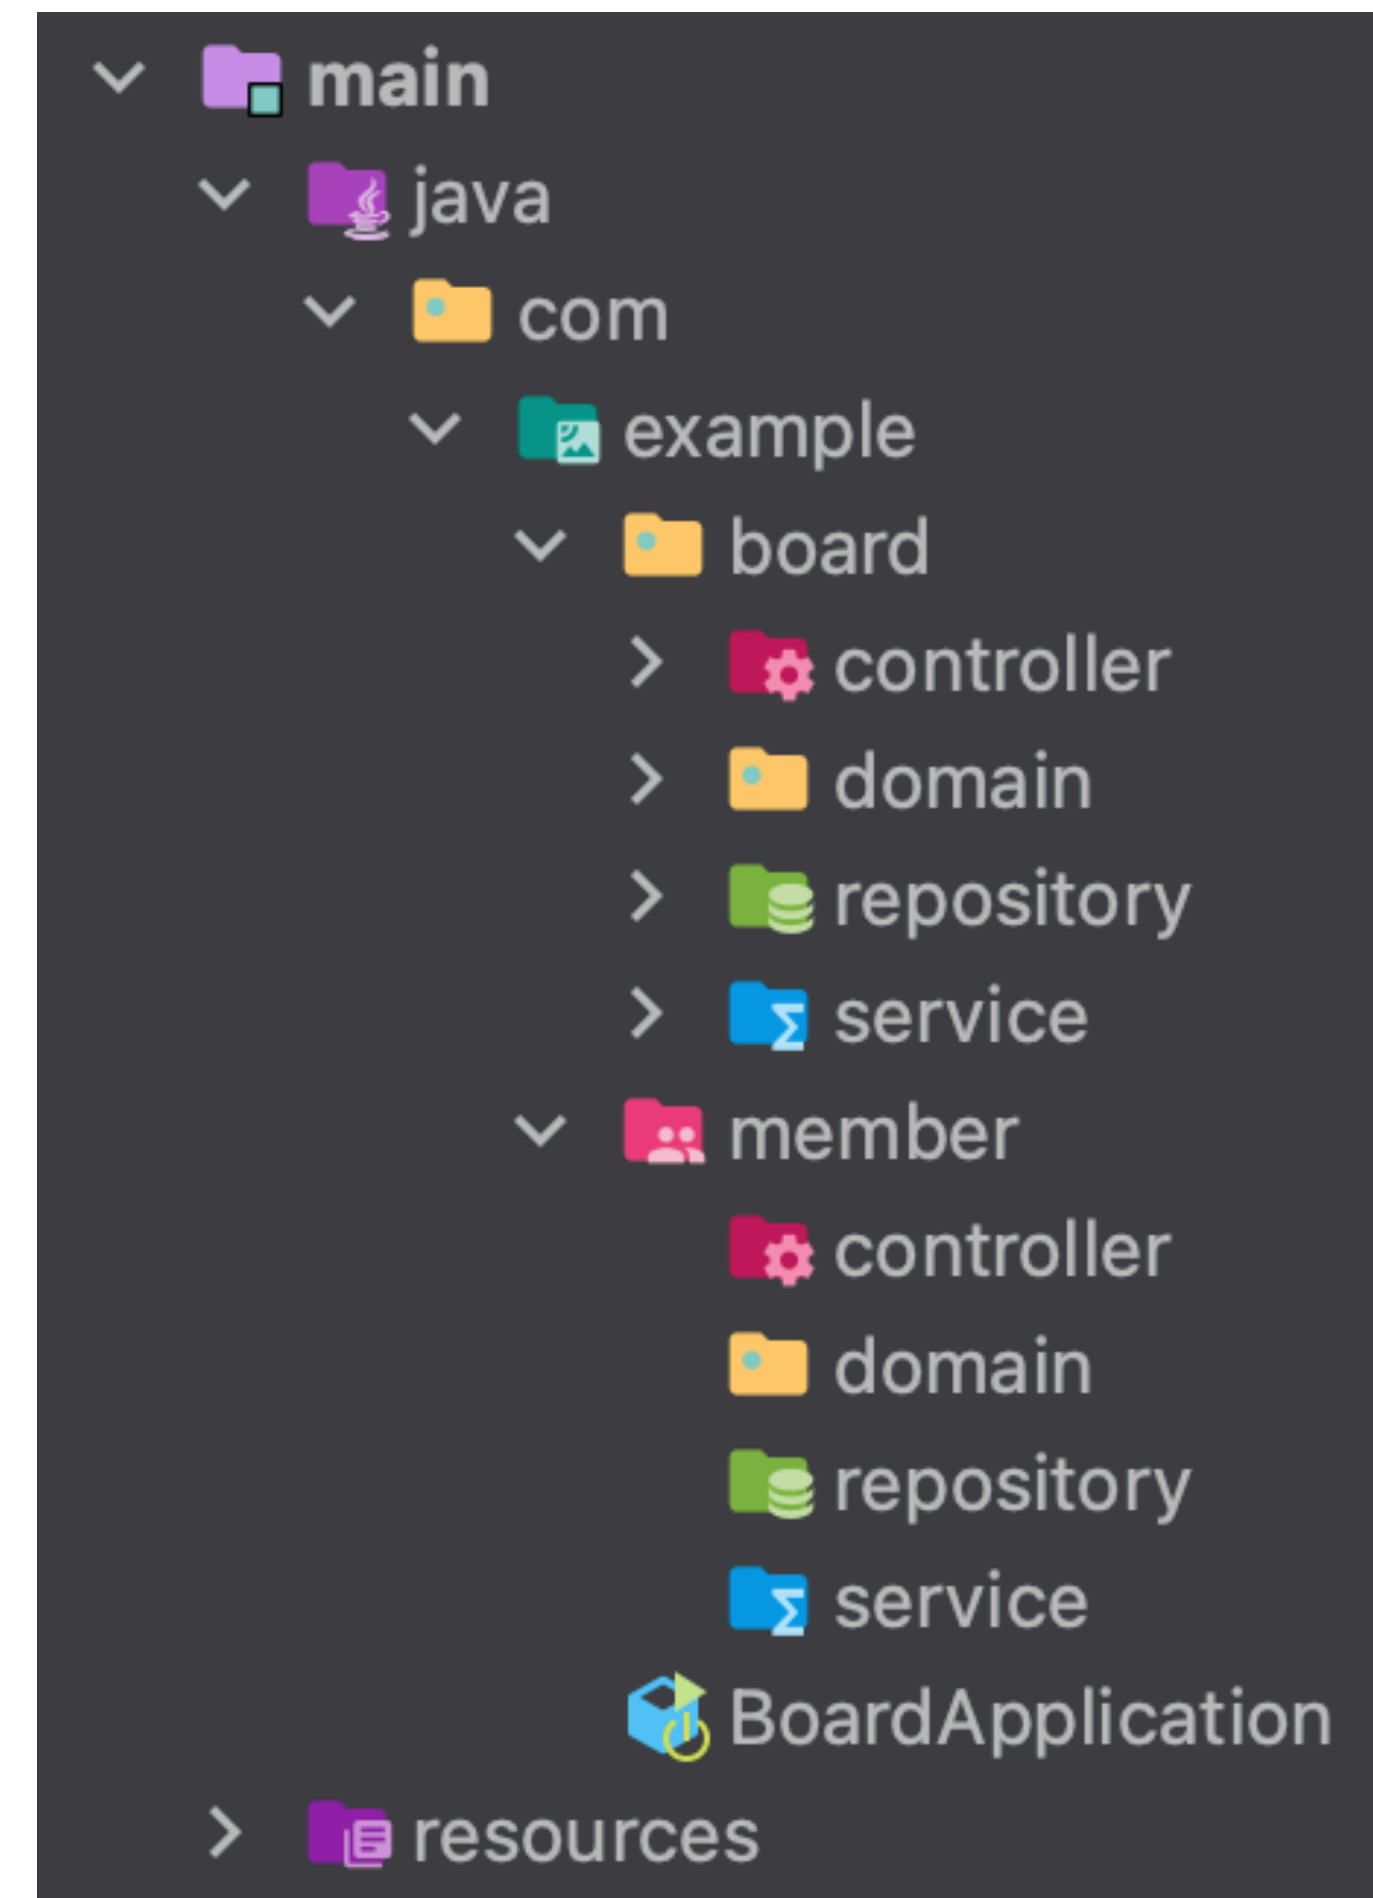 main
java
com
example
board
controller
domain
repository
service
member
controller
domain
repository
service
BoardApplication
resources